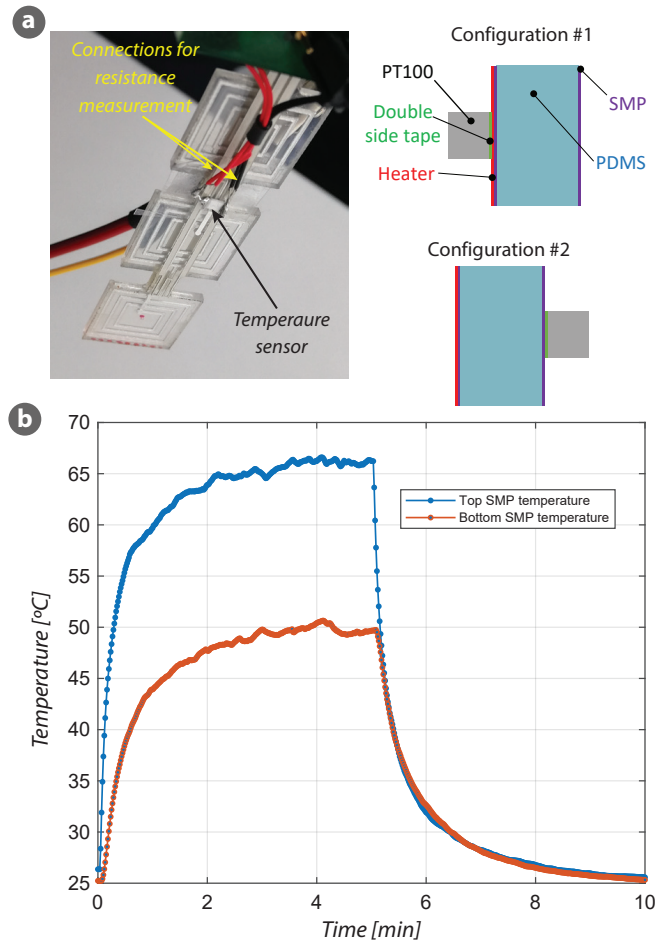 a
Connections for
resistance
measurement
Temperaure
sensor
Configuration #1
PT100
SMP
Double
side tape
PDMS
Heater
Configuration #2
b
70
65
60
55
50
45
40
35
30
25
Temperature [ºC]
Top SMP temperature
Bottom SMP temperature
0
2
4
6
8
10
Time [min]